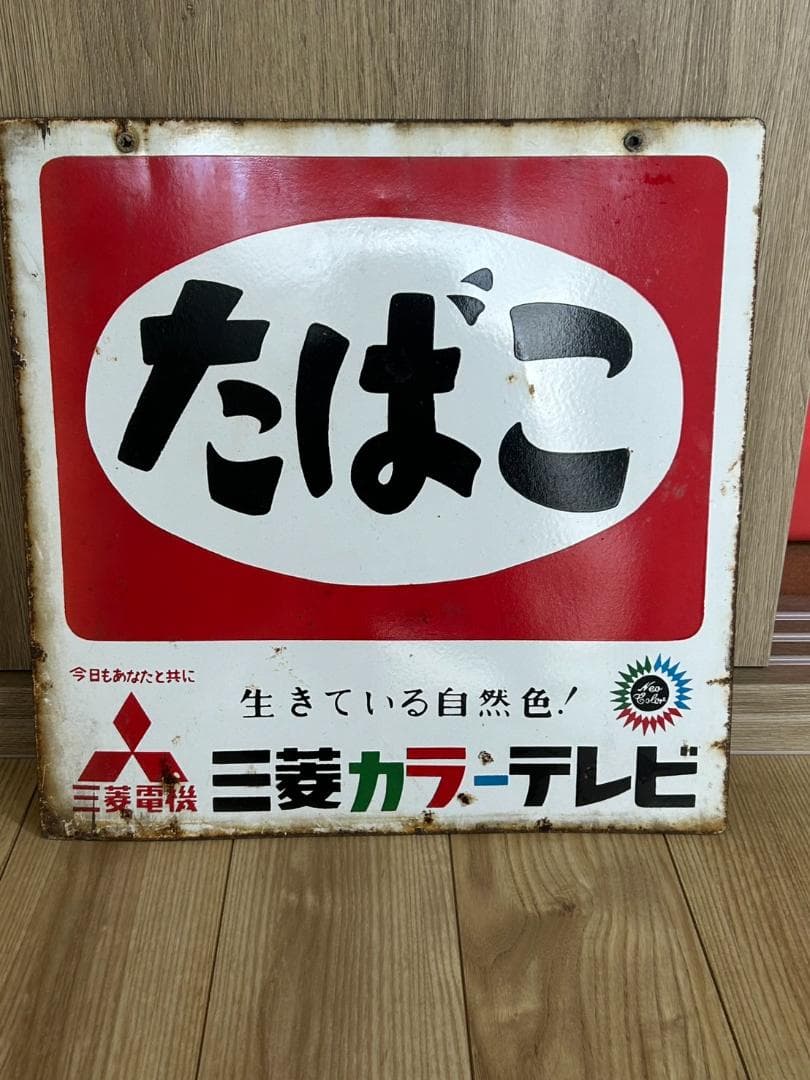 たばこ
今日もあなたと共に
生きている自然色!
Neo
Color
三菱電機
三菱カラーテレビ